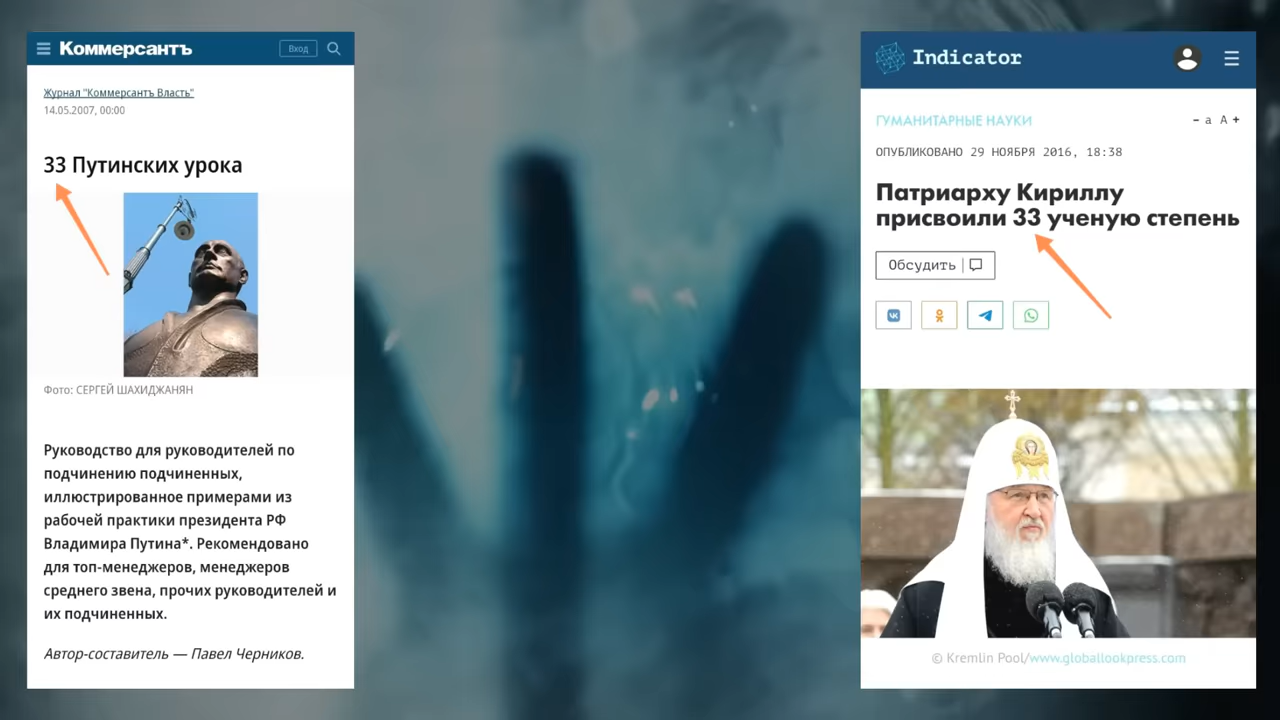 Коммерсантъ
Вход
Журнал "Коммерсантъ Власть"
14.05.2007, 00:00
33 Путинских урока
Фото: СЕРГЕЙ ШАХИДЖАНЯН
Руководство для руководителей по
подчинению подчиненных,
иллюстрированное примерами из
рабочей практики президента РФ
Владимира Путина*. Рекомендовано
для топ-менеджеров, менеджеров
среднего звена, прочих руководителей и
их подчиненных.
Автор-составитель — Павел Черников.
Indicator
ГУМАНИТАРНЫЕ НАУКИ
- a A +
ОПУБЛИКОВАНО 29 НОЯБРЯ 2016, 18:38
Патриарху Кириллу
присвоили 33 ученую степень
Обсудить
© Kremlin Pool/www.globallookpress.com